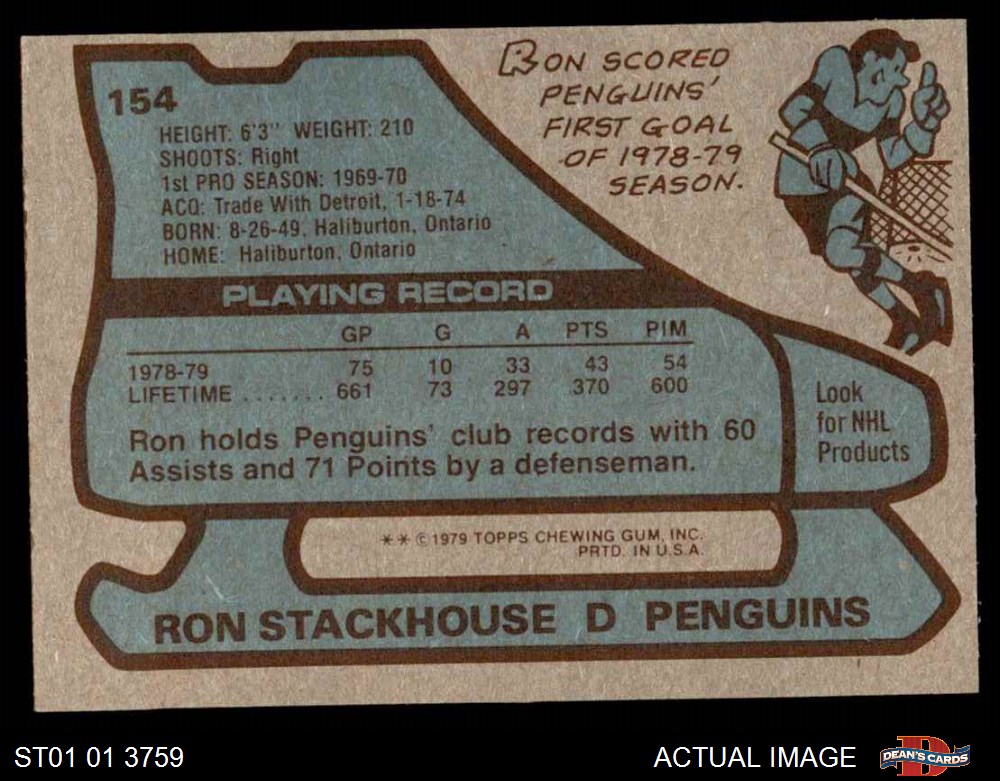 154
HEIGHT: 6'3" WEIGHT: 210
SHOOTS: Right
1st PRO SEASON: 1969-70
ACQ: Trade With Detroit, 1-18-74
BORN: 8-26-49, Haliburton, Ontario
HOME: Haliburton, Ontario
RON SCORED
PENGUINS'
FIRST GOAL
OF 1978-79
SEASON.
PLAYING RECORD
GP G A PTS PIM
1978-79 75 10 33 43 54
LIFETIME ....... 661 73 297 370 600
Ron holds Penguins' club records with 60
Assists and 71 Points by a defenseman.
Look
for NHL
Products
** © 1979 TOPPS CHEWING GUM, INC.
PRTD. IN U.S.A.
RON STACKHOUSE D PENGUINS
ST01 01 3759
ACTUAL IMAGE
D
DEAN'S CARDS